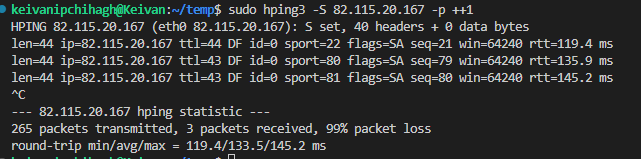 keivanipchihagh@Keivan:~/temp$ sudo hping3 -S 82.115.20.167 -p ++1
HPING 82.115.20.167 (eth0 82.115.20.167): S set, 40 headers + 0 data bytes
len=44 ip=82.115.20.167 ttl=44 DF id=0 sport=22 flags=SA seq=21 win=64240 rtt=119.4 ms
len=44 ip=82.115.20.167 ttl=43 DF id=0 sport=80 flags=SA seq=79 win=64240 rtt=135.9 ms
len=44 ip=82.115.20.167 ttl=43 DF id=0 sport=81 flags=SA seq=80 win=64240 rtt=145.2 ms
^C
--- 82.115.20.167 hping statistic ---
265 packets transmitted, 3 packets received, 99% packet loss
round-trip min/avg/max = 119.4/133.5/145.2 ms